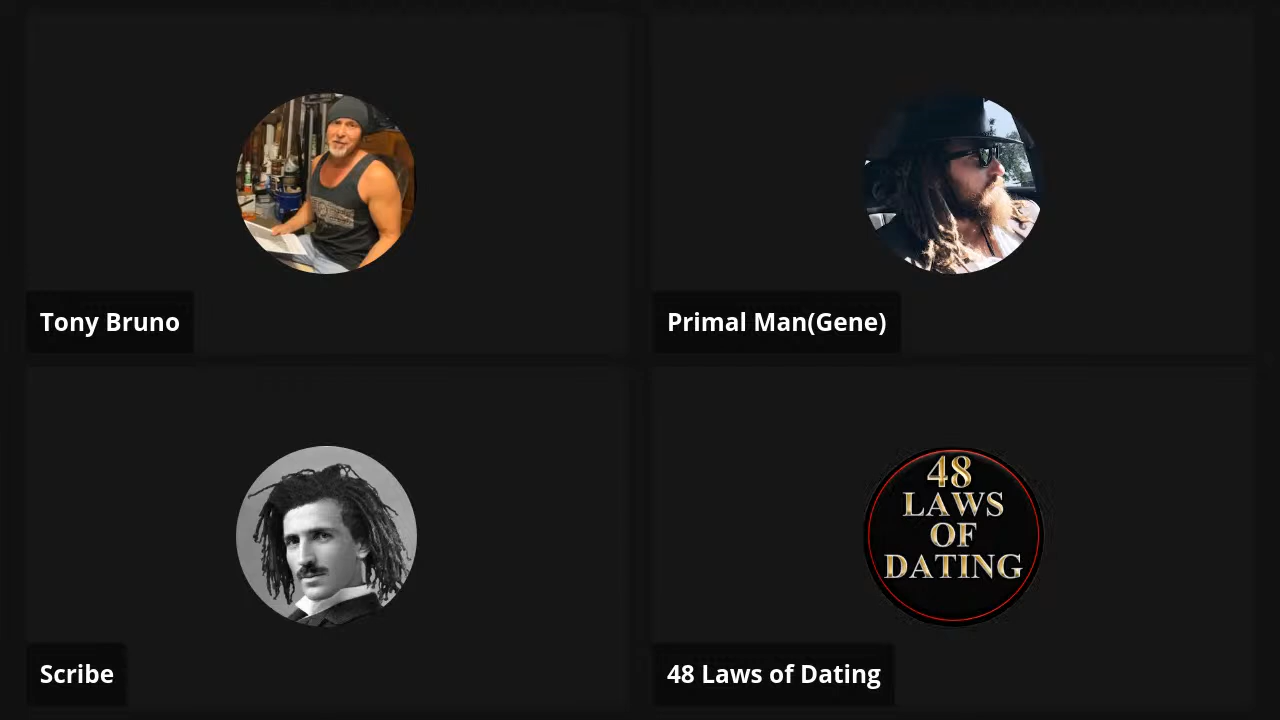 Tony Bruno
Primal Man(Gene)
Scribe
48
LAWS
OF
DATING
48 Laws of Dating